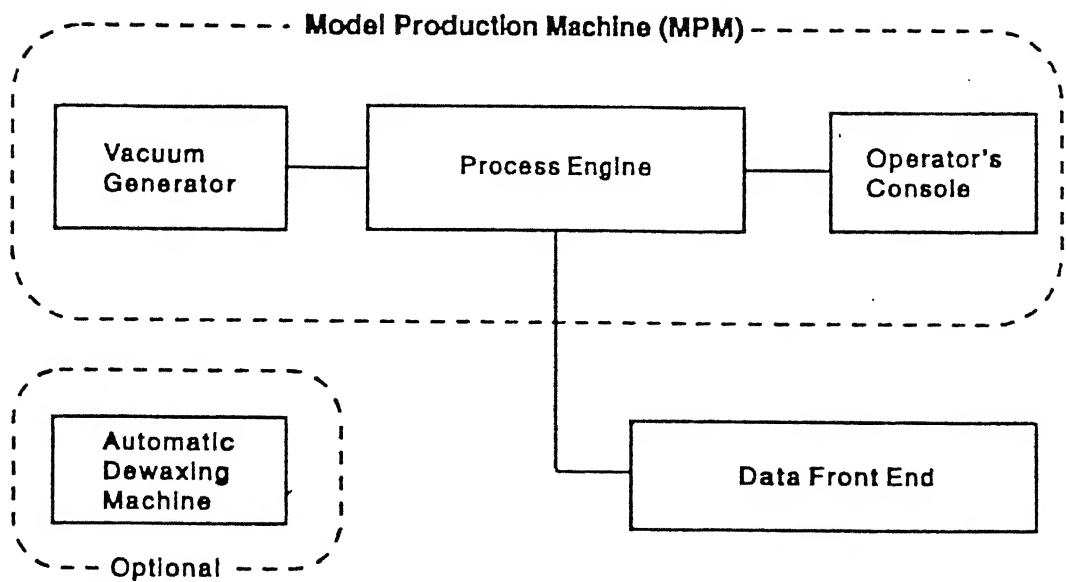 Model Production Machine (MPM)
Vacuum
Generator
Process Engine
Operator's
Console
Automatic
Dewaxing
Machine
Data Front End
Optional